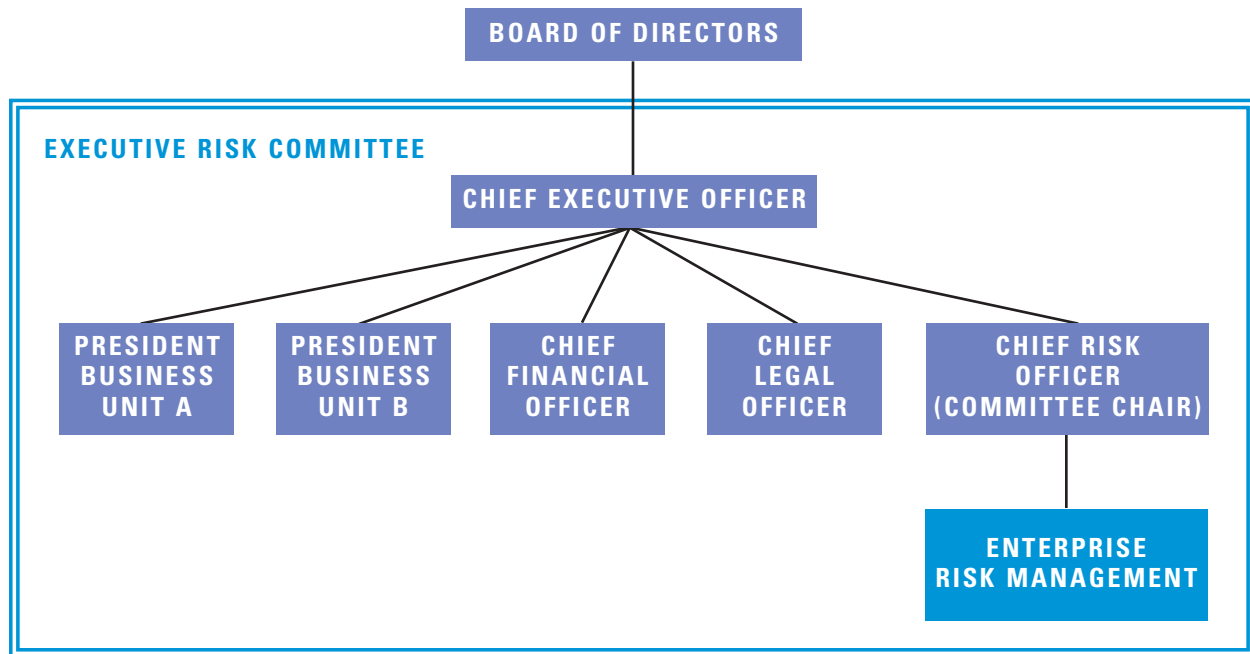 BOARD OF DIRECTORS
EXECUTIVE RISK COMMITTEE
CHIEF EXECUTIVE OFFICER
PRESIDENT
BUSINESS
UNIT A
PRESIDENT
BUSINESS
UNIT B
CHIEF
FINANCIAL
OFFICER
CHIEF
LEGAL
OFFICER
CHIEF RISK
OFFICER
(COMMITTEE CHAIR)
ENTERPRISE
RISK MANAGEMENT